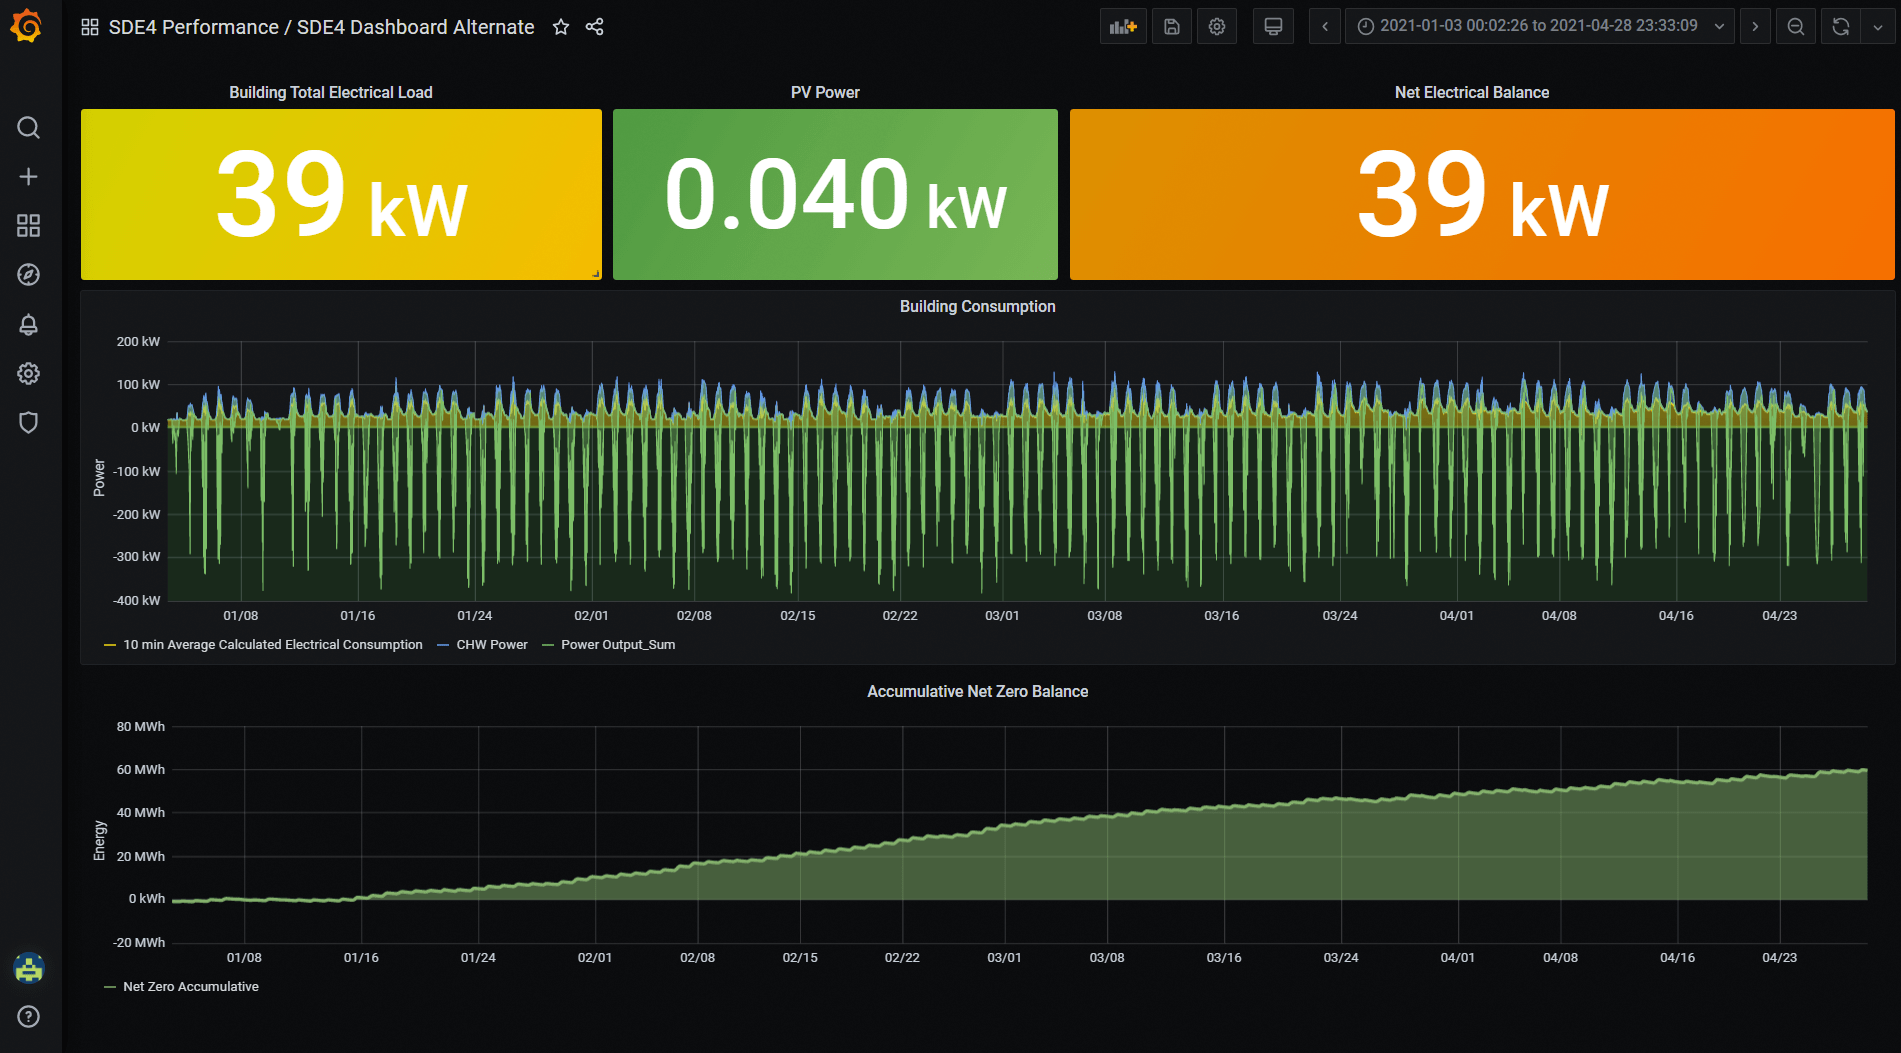 SDE4 Performance / SDE4 Dashboard Alternate
2021-01-03 00:02:26 to 2021-04-28 23:33:09
Building Total Electrical Load
39 kW
PV Power
0.040 kW
Net Electrical Balance
39 kW
Building Consumption
Power
200 kW
100 kW
0 kW
-100 kW
-200 kW
-300 kW
-400 kW
01/08 01/16 01/24 02/01 02/08 02/15 02/22 03/01 03/08 03/16 03/24 04/01 04/08 04/16 04/23
10 min Average Calculated Electrical Consumption CHW Power Power Output_Sum
Accumulative Net Zero Balance
Energy
80 MWh
60 MWh
40 MWh
20 MWh
0 kWh
-20 MWh
01/08 01/16 01/24 02/01 02/08 02/15 02/22 03/01 03/08 03/16 03/24 04/01 04/08 04/16 04/23
Net Zero Accumulative